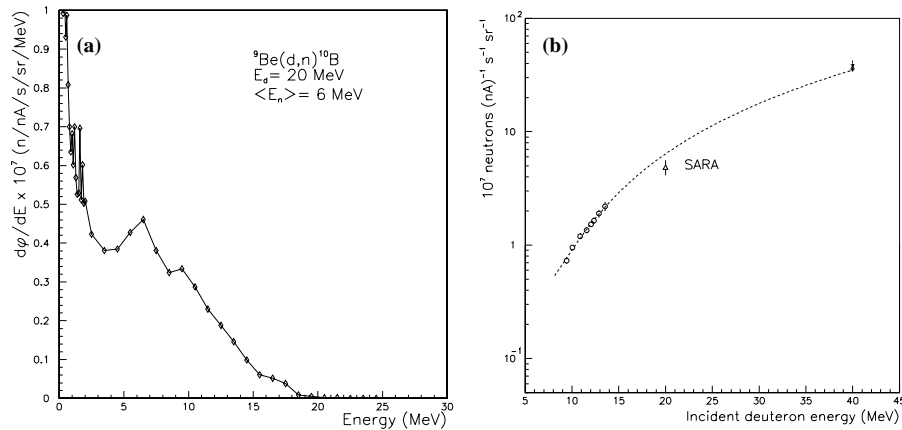 (a)
⁹Be(d,n)¹⁰B
E_d= 20 MeV
<E_n>= 6 MeV
dφ/dE x 10⁷ (n/nA/s/sr/MeV)
1
0.9
0.8
0.7
0.6
0.5
0.4
0.3
0.2
0.1
0
0 5 10 15 20 25 30
Energy (MeV)
(b)
10⁷ neutrons (nA)⁻¹ s⁻¹ sr⁻¹
10²
10
1
10⁻¹
SARA
5 10 15 20 25 30 35 40 45
Incident deuteron energy (MeV)